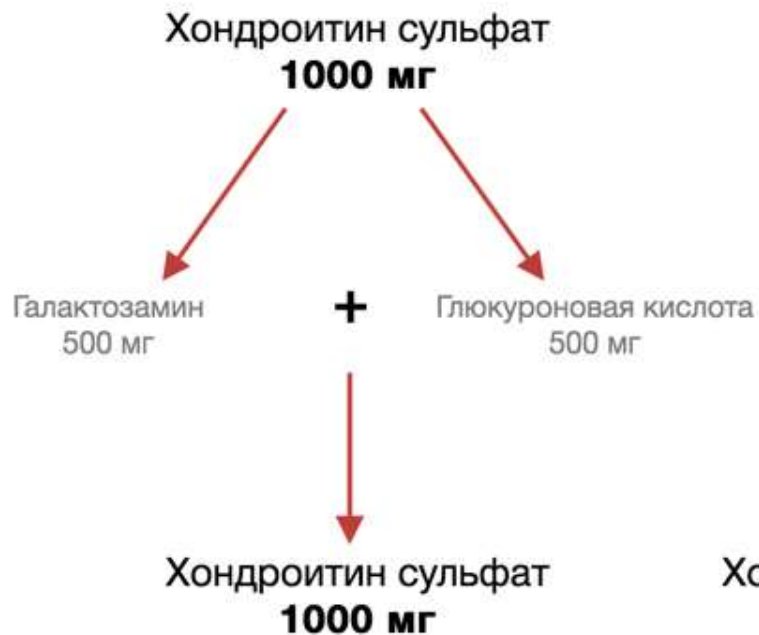 Хондроитин сульфат
1000 мг
Галактозамин
500 мг
+
Глюкуроновая кислота
500 мг
Хондроитин сульфат
1000 мг